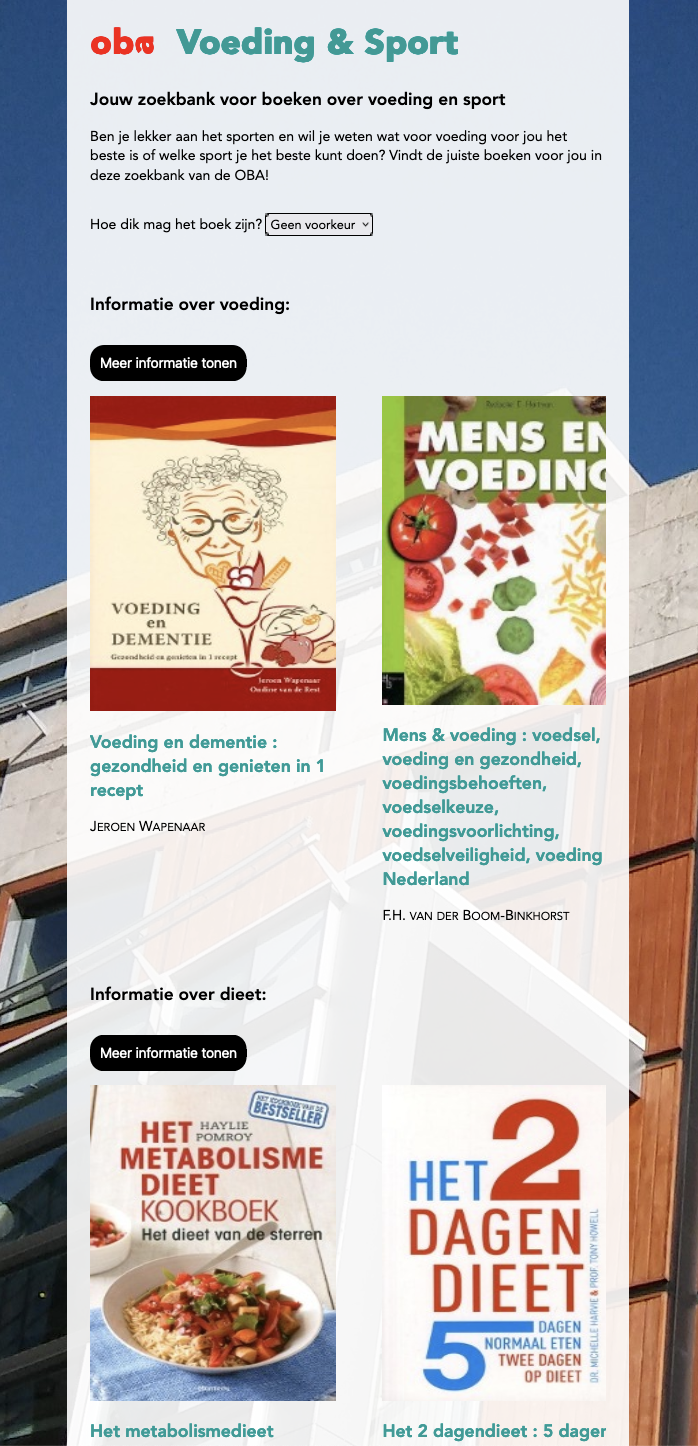 oba Voeding & Sport
Jouw zoekbank voor boeken over voeding en sport
Ben je lekker aan het sporten en wil je weten wat voor voeding voor jou het
beste is of welke sport je het beste kunt doen? Vindt de juiste boeken voor jou in
deze zoekbank van de OBA!
Hoe dik mag het boek zijn? Geen voorkeur
Informatie over voeding:
Meer informatie tonen
VOEDING
en
DEMENTIE
Gezondheid en genieten in 1 recept
Jeroen Wapenaar
Ondine van de Rest
Voeding en dementie :
gezondheid en genieten in 1
recept
JEROEN WAPENAAR
Redactie: E. Hartman
MENS EN
VOEDING
Mens & voeding : voedsel,
voeding en gezondheid,
voedingsbehoeften,
voedselkeuze,
voedingsvoorlichting,
voedselveiligheid, voeding
Nederland
F.H. VAN DER BOOM-BINKHORST
Informatie over dieet:
Meer informatie tonen
HET KOOKBOEK VAN DE
BESTSELLER
HET HAYLIE
POMROY
METABOLISME
DIEET
KOOKBOEK
Het dieet van de sterren
Het metabolismedieet
HET 2
DAGEN
DIEET
5 DAGEN
NORMAAL ETEN
TWEE DAGEN
OP DIEET
DR. MICHELLE HARVIE & PROF. TONY HOWELL
Het 2 dagendieet : 5 dagen